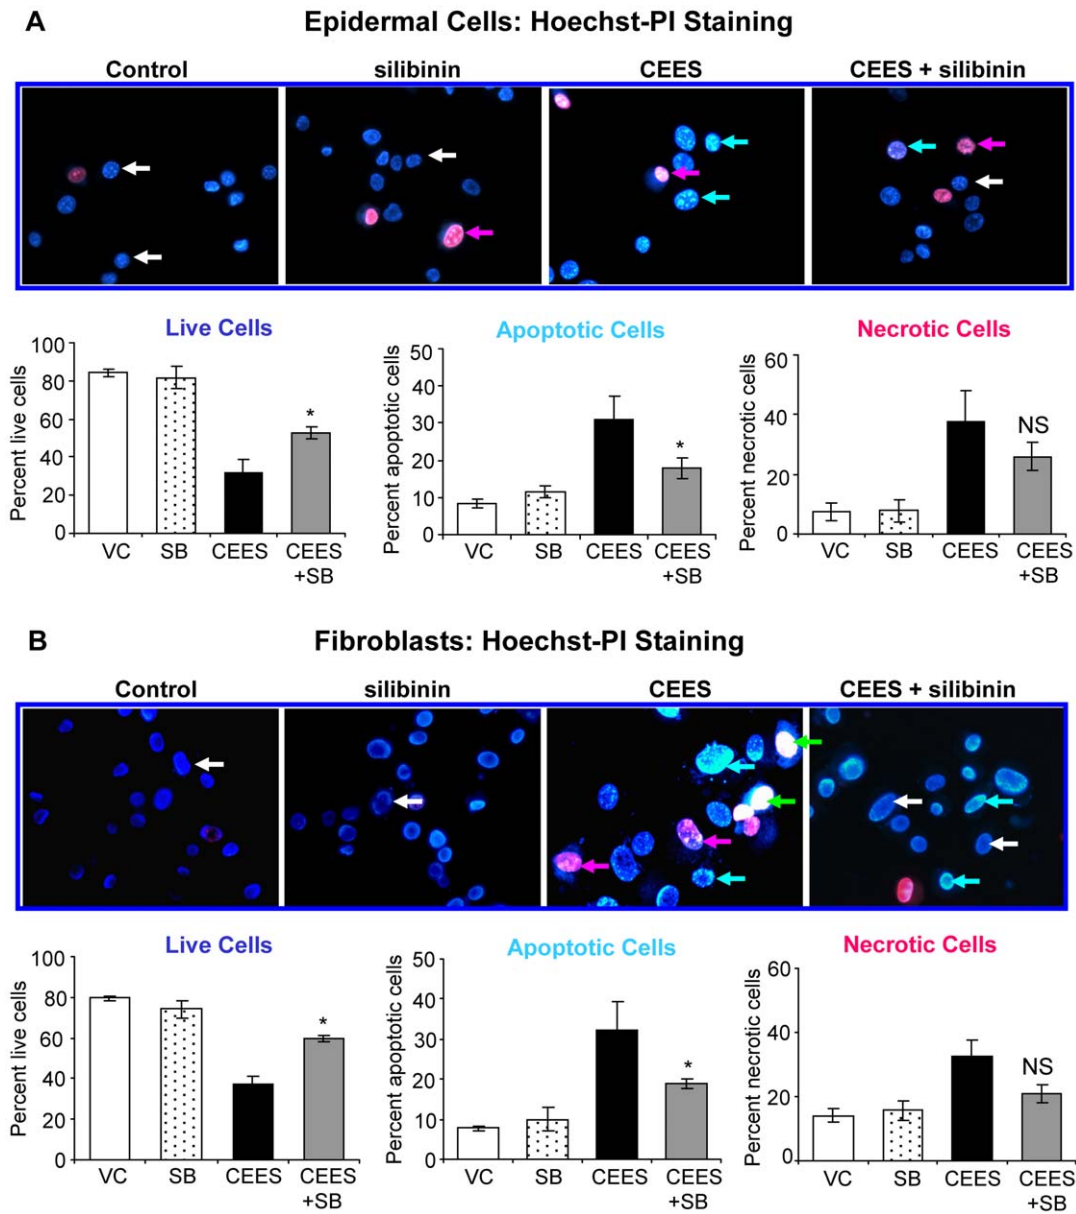 A
Epidermal Cells: Hoechst-PI Staining
Control
silibinin
CEES
CEES + silibinin
Live Cells
Percent live cells
100
80
60
40
20
0
*
VC
SB
CEES
CEES
+SB
Apoptotic Cells
Percent apoptotic cells
50
40
30
20
10
0
*
VC
SB
CEES
CEES
+SB
Necrotic Cells
Percent necrotic cells
60
40
20
0
NS
VC
SB
CEES
CEES
+SB
B
Fibroblasts: Hoechst-PI Staining
Control
silibinin
CEES
CEES + silibinin
Live Cells
Percent live cells
100
80
60
40
20
0
*
VC
SB
CEES
CEES
+SB
Apoptotic Cells
Percent apoptotic cells
50
40
30
20
10
0
*
VC
SB
CEES
CEES
+SB
Necrotic Cells
Percent necrotic cells
60
40
20
0
NS
VC
SB
CEES
CEES
+SB